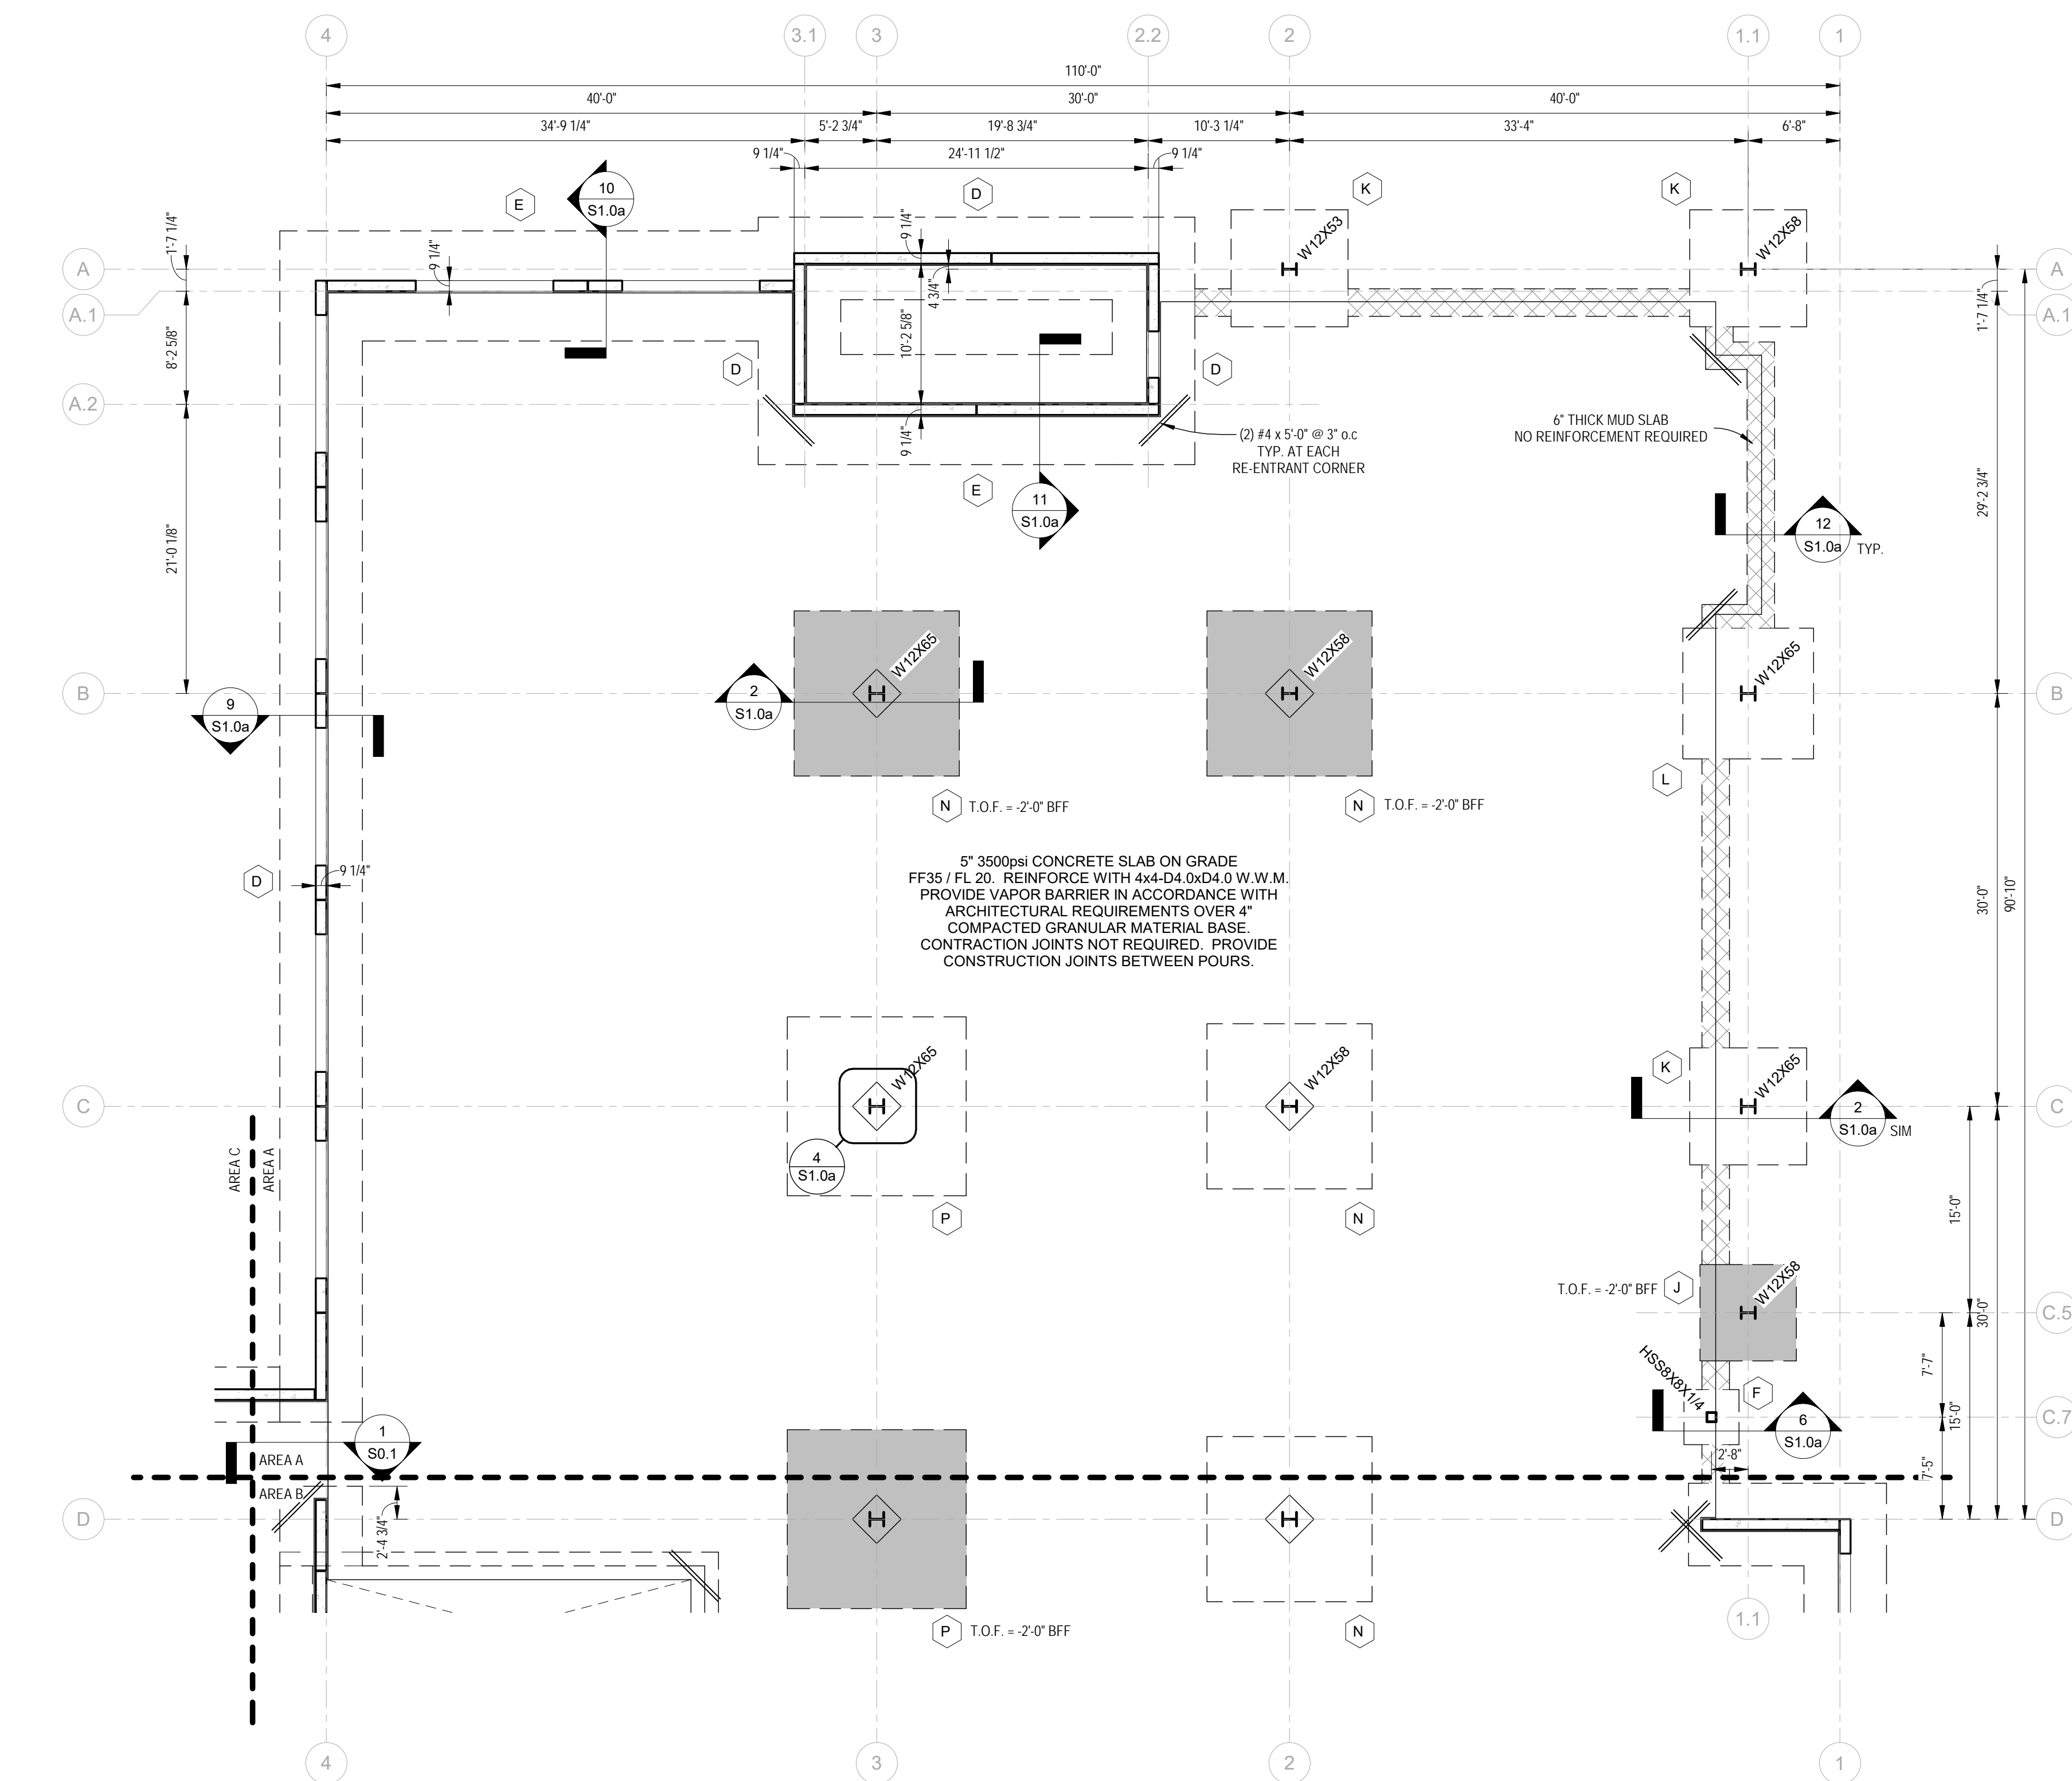 4
3.1
3
2.2
2
1.1
1
110'-0"
40'-0"
30'-0"
40'-0"
34'-9 1/4"
5'-2 3/4"
19'-8 3/4"
10'-3 1/4"
33'-4"
6'-8"
9 1/4"
24'-11 1/2"
9 1/4"
10
S1.0a
E
D
K
K
1'-7 1/4"
9 1/4"
9 1/4"
W12X53
W12X58
A
A
A.1
A.1
1'-7 1/4"
4 3/4"
10'-2 5/8"
8'-2 5/8"
D
D
A.2
9 1/4"
(2) #4 x 5'-0" @ 3" o.c
TYP. AT EACH
RE-ENTRANT CORNER
6" THICK MUD SLAB
NO REINFORCEMENT REQUIRED
E
11
S1.0a
12
S1.0a
TYP.
29'-2 3/4"
21'-0 1/8"
W12X65
W12X58
W12X65
B
B
2
S1.0a
9
S1.0a
L
N
T.O.F. = -2'-0" BFF
N
T.O.F. = -2'-0" BFF
D
9 1/4"
5" 3500psi CONCRETE SLAB ON GRADE
FF35 / FL 20. REINFORCE WITH 4x4-D4.0xD4.0 W.W.M.
PROVIDE VAPOR BARRIER IN ACCORDANCE WITH
ARCHITECTURAL REQUIREMENTS OVER 4"
COMPACTED GRANULAR MATERIAL BASE.
CONTRACTION JOINTS NOT REQUIRED. PROVIDE
CONSTRUCTION JOINTS BETWEEN POURS.
30'-0"
90'-10"
W12X65
W12X58
K
W12X65
C
C
2
S1.0a
SIM
4
S1.0a
AREA C
AREA A
P
N
15'-0"
T.O.F. = -2'-0" BFF
J
W12X58
C.5
30'-0"
7'-7"
HSS8X8X1/4
F
C.7
6
S1.0a
15'-0"
2'-8"
7'-5"
1
S0.1
AREA A
AREA B
2'-4 3/4"
D
D
P
T.O.F. = -2'-0" BFF
N
1.1
4
3
2
1